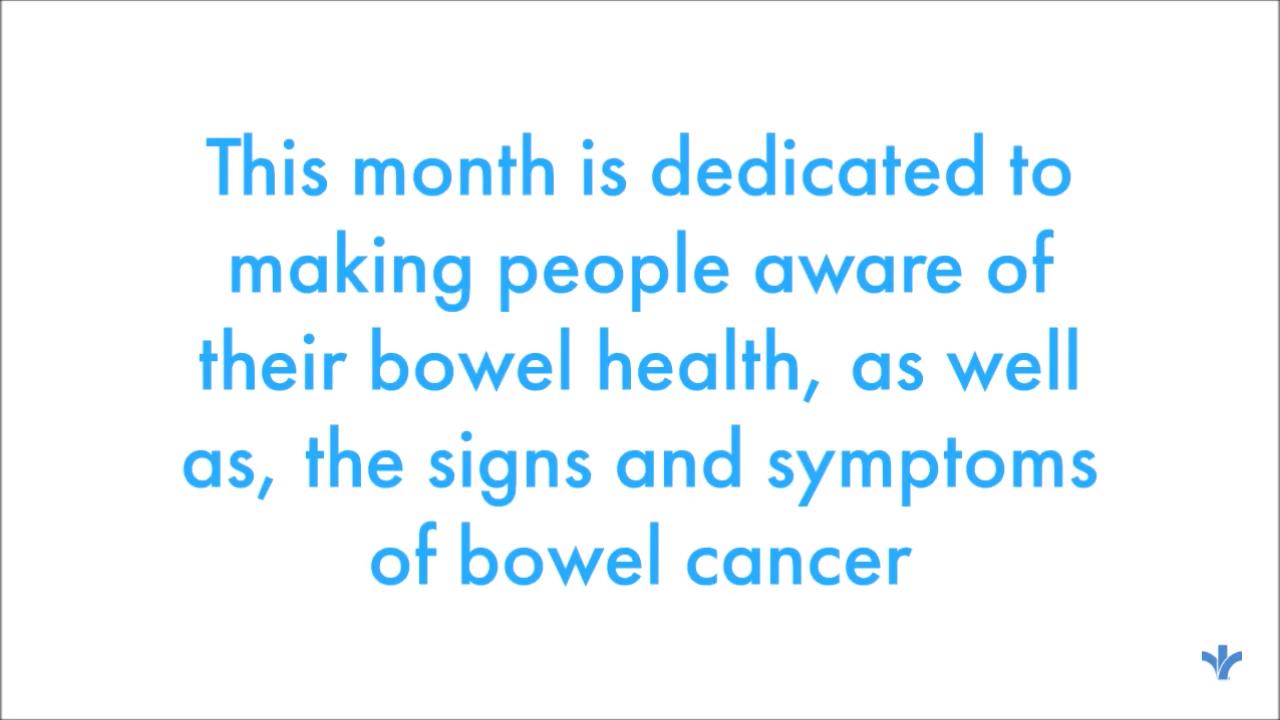 This month is dedicated to
making people aware of
their bowel health, as well
as, the signs and symptoms
of bowel cancer